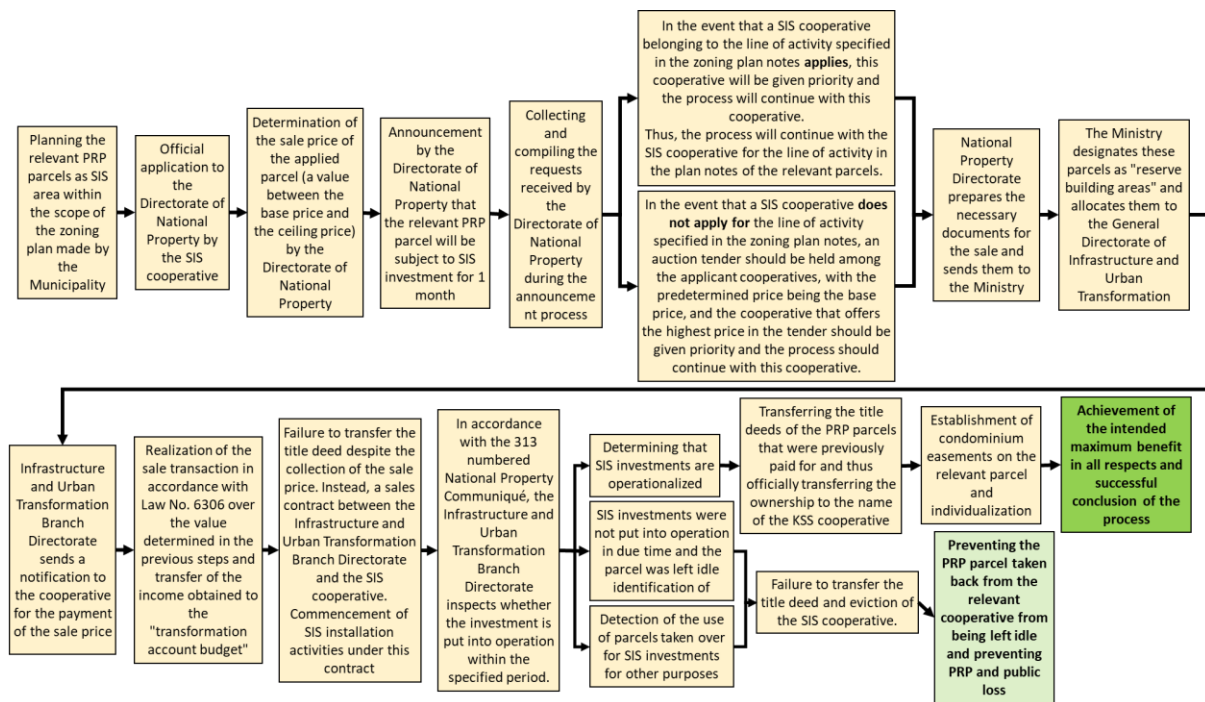 Planning the
relevant PRP
parcels as SIS
area within
the scope of
the zoning
plan made by
the
Municipality
Official
application to
the
Directorate of
National
Property by
the SIS
cooperative
Determination of
the sale price of
the applied
parcel (a value
between the
base price and
the ceiling price) by
the Directorate of
National Property
Announcement
by the
Directorate of
National Property
that the relevant
PRP parcel will be
subject to SIS
investment for 1
month
Collecting
and
compiling the
requests
received by
the
Directorate of
National
Property
during the
announceme
nt process
In the event that a SIS cooperative
belonging to the line of activity specified
in the zoning plan notes applies, this
cooperative will be given priority and
the process will continue with this
cooperative.
Thus, the process will continue with the
SIS cooperative for the line of activity in
the plan notes of the relevant parcels.
In the event that a SIS cooperative does
not apply for the line of activity
specified in the zoning plan notes, an
auction tender should be held among
the applicant cooperatives, with the
predetermined price being the base
price, and the cooperative that offers
the highest price in the tender should be
given priority and the process should
continue with this cooperative.
National
Property
Directorate
prepares the
necessary
documents for
the sale and
sends them to
the Ministry
The Ministry
designates these
parcels as "reserve
building areas" and
allocates them to
the General
Directorate of
Infrastructure and
Urban
Transformation
Infrastructure
and Urban
Transformation
Branch
Directorate
sends a
notification to
the cooperative
for the payment
of the sale price
Realization of the
sale transaction in
accordance with
Law No. 6306 over
the value
determined in the
previous steps and
transfer of the
income obtained to
the
"transformation
account budget"
Failure to transfer the
title deed despite the
collection of the sale
price. Instead, a sales
contract between the
Infrastructure and
Urban Transformation
Branch Directorate
and the SIS
cooperative.
Commencement of
SIS installation
activities under this
contract
In accordance
with the 313
numbered
National Property
Communiqué, the
Infrastructure and
Urban
Transformation
Branch
Directorate
inspects whether
the investment is
put into operation
within the
specified period.
Determining that
SIS investments are
operationalized
SIS investments were
not put into operation
in due time and the
parcel was left idle
identification of
Detection of the use of
parcels taken over for
SIS investments
for other purposes
Transferring the title
deeds of the PRP parcels
that were previously
paid for and thus
officially transferring the
ownership to the name
of the KSS cooperative
Establishment of
condominium
easements on the
relevant parcel
and
individualization
Achievement of
the intended
maximum benefit
in all respects and
successful
conclusion of the
process
Failure to transfer the
title deed and eviction of
the SIS cooperative.
Preventing the
PRP parcel taken
back from the
relevant
cooperative from
being left idle
and preventing
PRP and public
loss